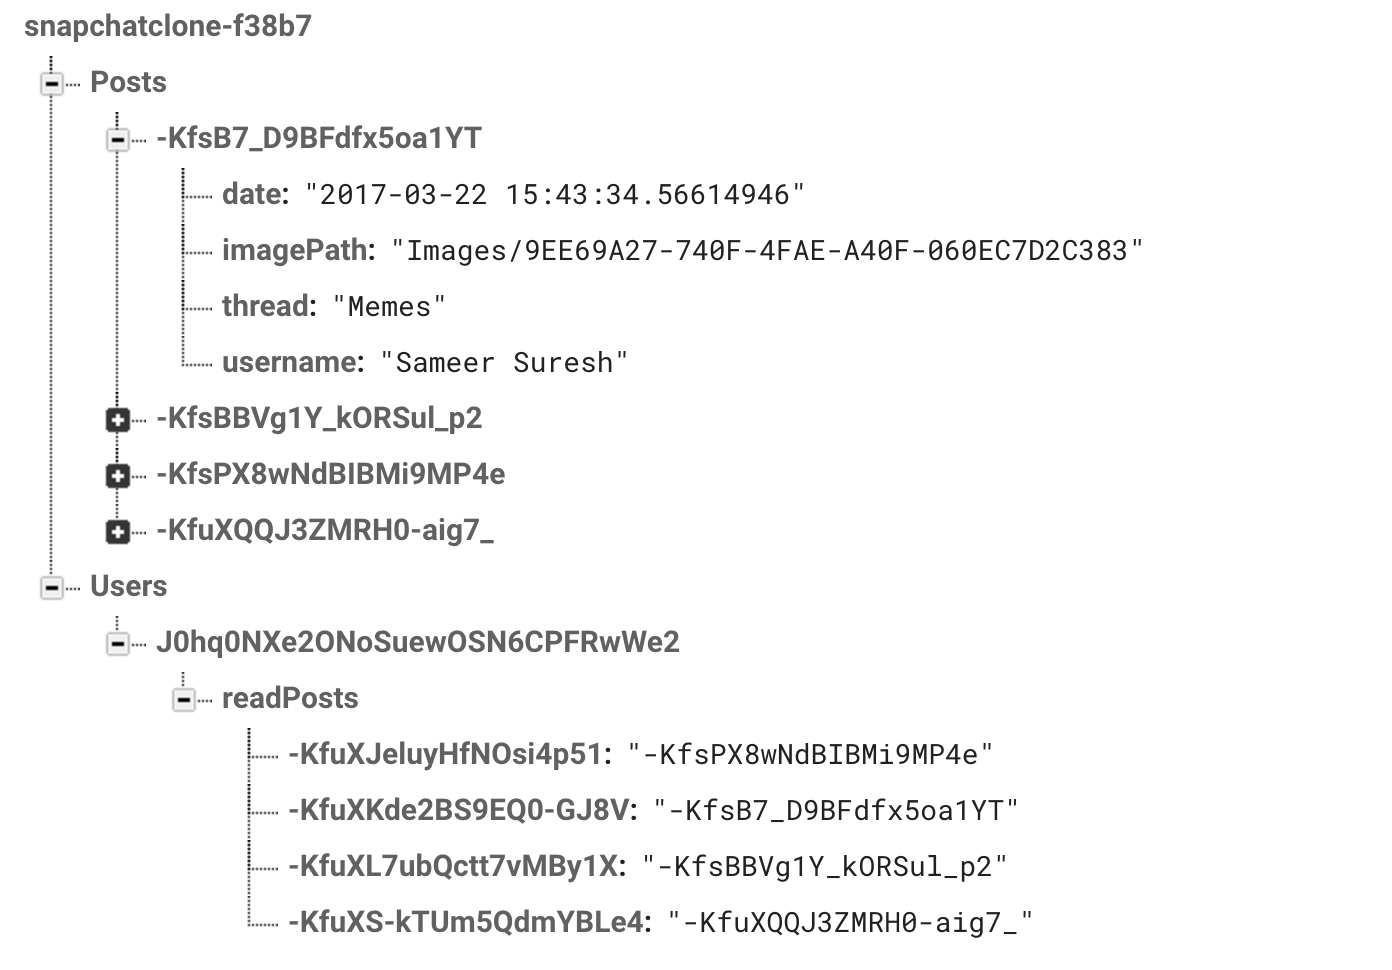 snapchatclone-f38b7
Posts
-KfsB7_D9BFdfx5oa1YT
date: "2017-03-22 15:43:34.56614946"
imagePath: "Images/9EE69A27-740F-4FAE-A40F-060EC7D2C383"
thread: "Memes"
username: "Sameer Suresh"
-KfsBBVg1Y_kORSul_p2
-KfsPX8wNdBIBMi9MP4e
-KfuXQQJ3ZMRH0-aig7_
Users
J0hq0NXe2ONoSuewOSN6CPFRwWe2
readPosts
-KfuXJeluyHfNOsi4p51: "-KfsPX8wNdBIBMi9MP4e"
-KfuXKde2BS9EQ0-GJ8V: "-KfsB7_D9BFdfx5oa1YT"
-KfuXL7ubQctt7vMBy1X: "-KfsBBVg1Y_kORSul_p2"
-KfuXS-kTUm5QdmYBLe4: "-KfuXQQJ3ZMRH0-aig7_"